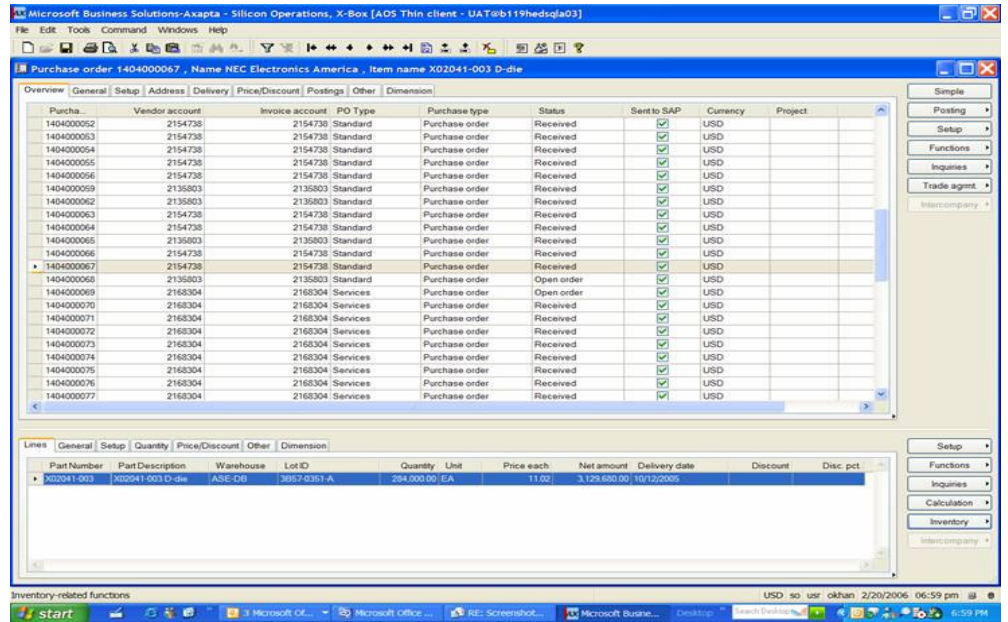 Microsoft Business Solutions-Axapta - Silicon Operations, X-Box [AOS Thin client - UAT@b119hedsqla03]
File Edit Tools Command Windows Help
Purchase order 1404000067 , Name NEC Electronics America , Item name X02041-003 D-die
Overview General Setup Address Delivery Price/Discount Postings Other Dimension
Simple
Posting
Setup
Functions
Inquiries
Trade agrmt.
Intercompany
Purcha... Vendor account Invoice account PO Type Purchase type Status Sent to SAP Currency Project
1404000052 2154738 2154738 Standard Purchase order Received USD
1404000053 2154738 2154738 Standard Purchase order Received USD
1404000054 2154738 2154738 Standard Purchase order Received USD
1404000055 2154738 2154738 Standard Purchase order Received USD
1404000056 2154738 2154738 Standard Purchase order Received USD
1404000059 2135803 2135803 Standard Purchase order Received USD
1404000062 2135803 2135803 Standard Purchase order Received USD
1404000063 2154738 2154738 Standard Purchase order Received USD
1404000064 2154738 2154738 Standard Purchase order Received USD
1404000065 2135803 2135803 Standard Purchase order Received USD
1404000066 2154738 2154738 Standard Purchase order Received USD
1404000067 2154738 2154738 Standard Purchase order Received USD
1404000068 2135803 2135803 Standard Purchase order Open order USD
1404000069 2168304 2168304 Services Purchase order Open order USD
1404000070 2168304 2168304 Services Purchase order Received USD
1404000071 2168304 2168304 Services Purchase order Received USD
1404000072 2168304 2168304 Services Purchase order Received USD
1404000073 2168304 2168304 Services Purchase order Received USD
1404000074 2168304 2168304 Services Purchase order Received USD
1404000075 2168304 2168304 Services Purchase order Received USD
1404000076 2168304 2168304 Services Purchase order Received USD
1404000077 2168304 2168304 Services Purchase order Received USD
Lines General Setup Quantity Price/Discount Other Dimension
Setup
Functions
Inquiries
Calculation
Inventory
Intercompany
Part Number Part Description Warehouse Lot ID Quantity Unit Price each Net amount Delivery date Discount Disc. pct
X02041-003 X02041-003 D-die ASE-DB 3B57-0351-A 284,000.00 EA 11.02 3,129,680.00 10/12/2005
Inventory-related functions
USD so usr okhan 2/20/2006 06:59 pm
start 3 Microsoft Of... Microsoft Office ... RE: Screenshot... Microsoft Busine... Desktop Search Desktop 6:59 PM